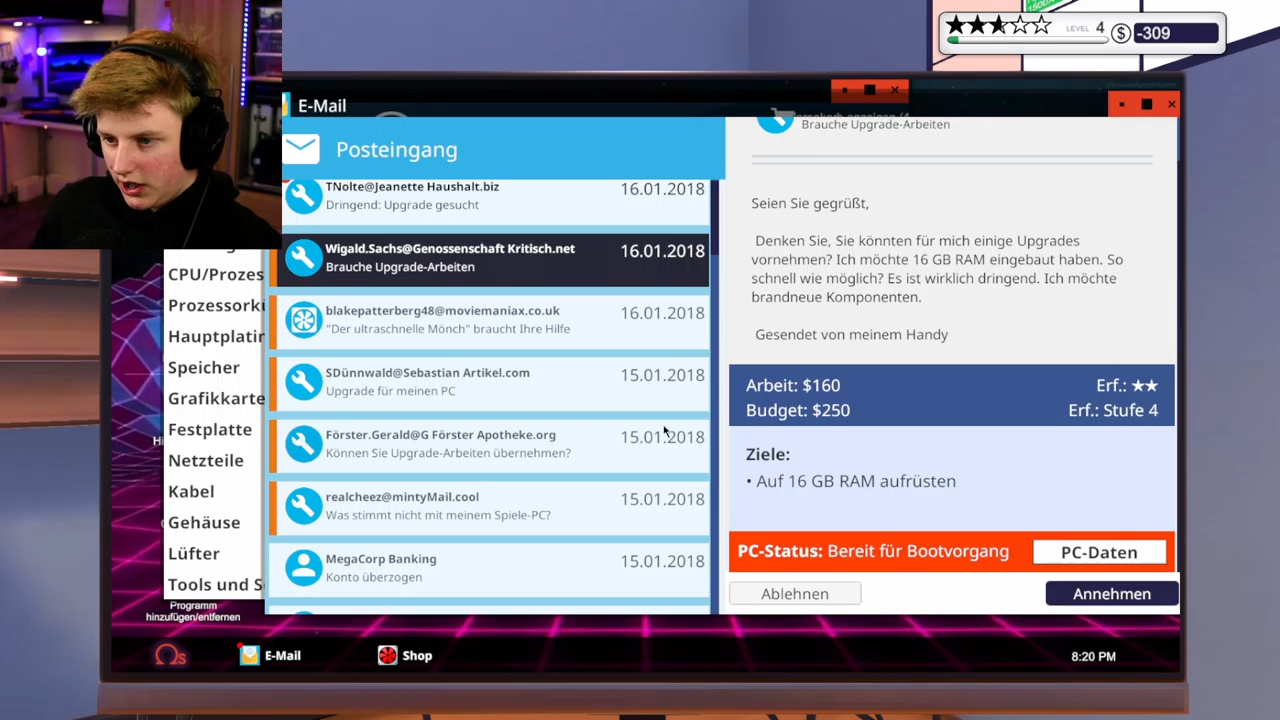 1500%
LEVEL 4 $ -309
E-Mail
Posteingang
TNolte@Jeanette Haushalt.biz 16.01.2018
Dringend: Upgrade gesucht
Wigald.Sachs@Genossenschaft Kritisch.net 16.01.2018
Brauche Upgrade-Arbeiten
blakepatterberg48@moviemaniax.co.uk 16.01.2018
"Der ultraschnelle Mönch" braucht Ihre Hilfe
SDünnwald@Sebastian Artikel.com 15.01.2018
Upgrade für meinen PC
Förster.Gerald@G Förster Apotheke.org 15.01.2018
Können Sie Upgrade-Arbeiten übernehmen?
realcheez@mintyMail.cool 15.01.2018
Was stimmt nicht mit meinem Spiele-PC?
MegaCorp Banking 15.01.2018
Konto überzogen
Brauche Upgrade-Arbeiten
Seien Sie gegrüßt,
Denken Sie, Sie könnten für mich einige Upgrades
vornehmen? Ich möchte 16 GB RAM eingebaut haben. So
schnell wie möglich? Es ist wirklich dringend. Ich möchte
brandneue Komponenten.
Gesendet von meinem Handy
Arbeit: $160 Erf.: ★★
Budget: $250 Erf.: Stufe 4
Ziele:
• Auf 16 GB RAM aufrüsten
PC-Status: Bereit für Bootvorgang PC-Daten
Ablehnen Annehmen
CPU/Prozes
Prozessorkü
Hauptplatin
Speicher
Grafikkarte
Festplatte
Netzteile
Kabel
Gehäuse
Lüfter
Tools und S
Hi
Programm
hinzufügen/entfernen
Ωs E-Mail Shop 8:20 PM